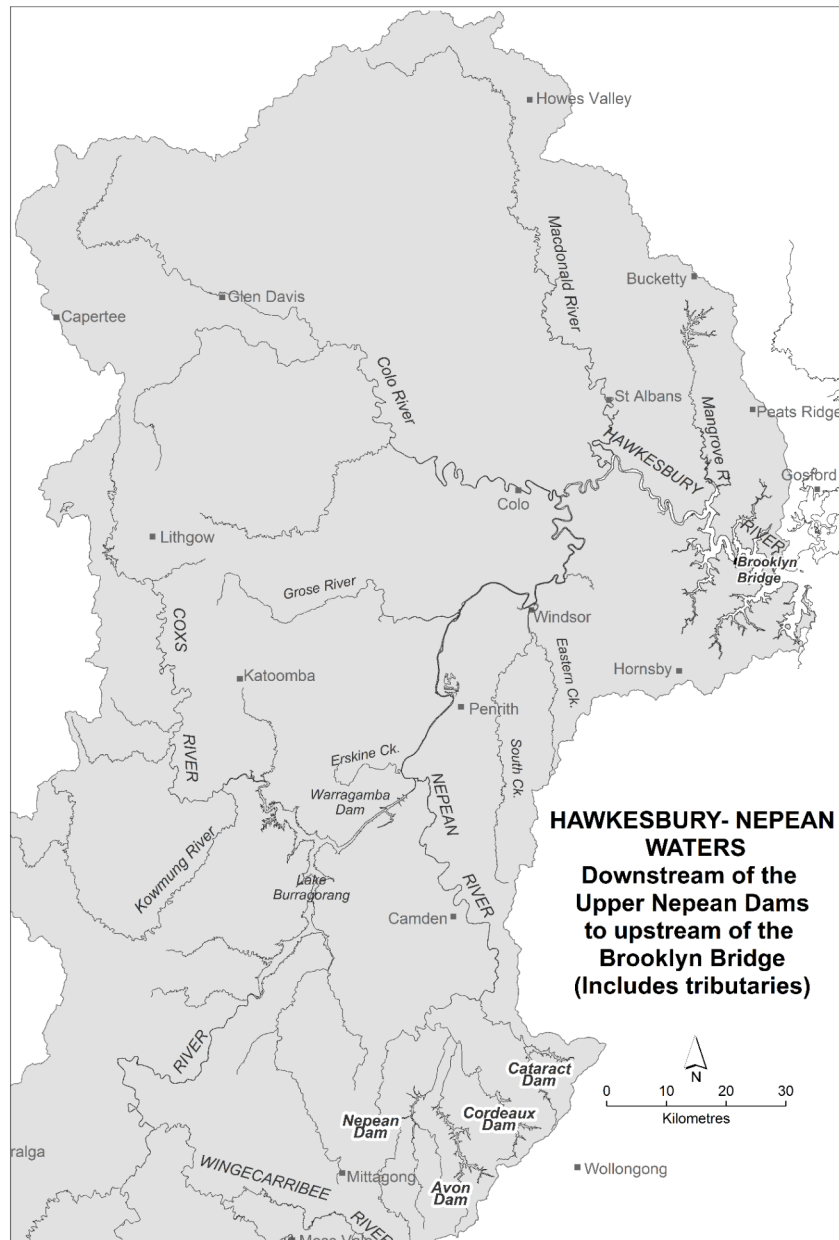 Howes Valley
Macdonald River
Bucketty
Glen Davis
Capertee
Colo River
St Albans
Mangrove R
Peats Ridge
HAWKESBURY
Gosford
Colo
RIVER
Lithgow
Brooklyn
Bridge
Grose River
Windsor
COXS
Eastern Ck.
Katoomba
Hornsby
Penrith
RIVER
Erskine Ck.
South Ck.
Warragamba
Dam
NEPEAN
HAWKESBURY- NEPEAN
WATERS
Downstream of the
Upper Nepean Dams
to upstream of the
Brooklyn Bridge
(Includes tributaries)
Kowmung River
Lake
Burragorang
RIVER
Camden
RIVER
N
Cataract
Dam
0 10 20 30
Kilometres
Cordeaux
Dam
Nepean
Dam
ralga
WINGECARRIBEE
Mittagong
Wollongong
Avon
Dam
RIVER